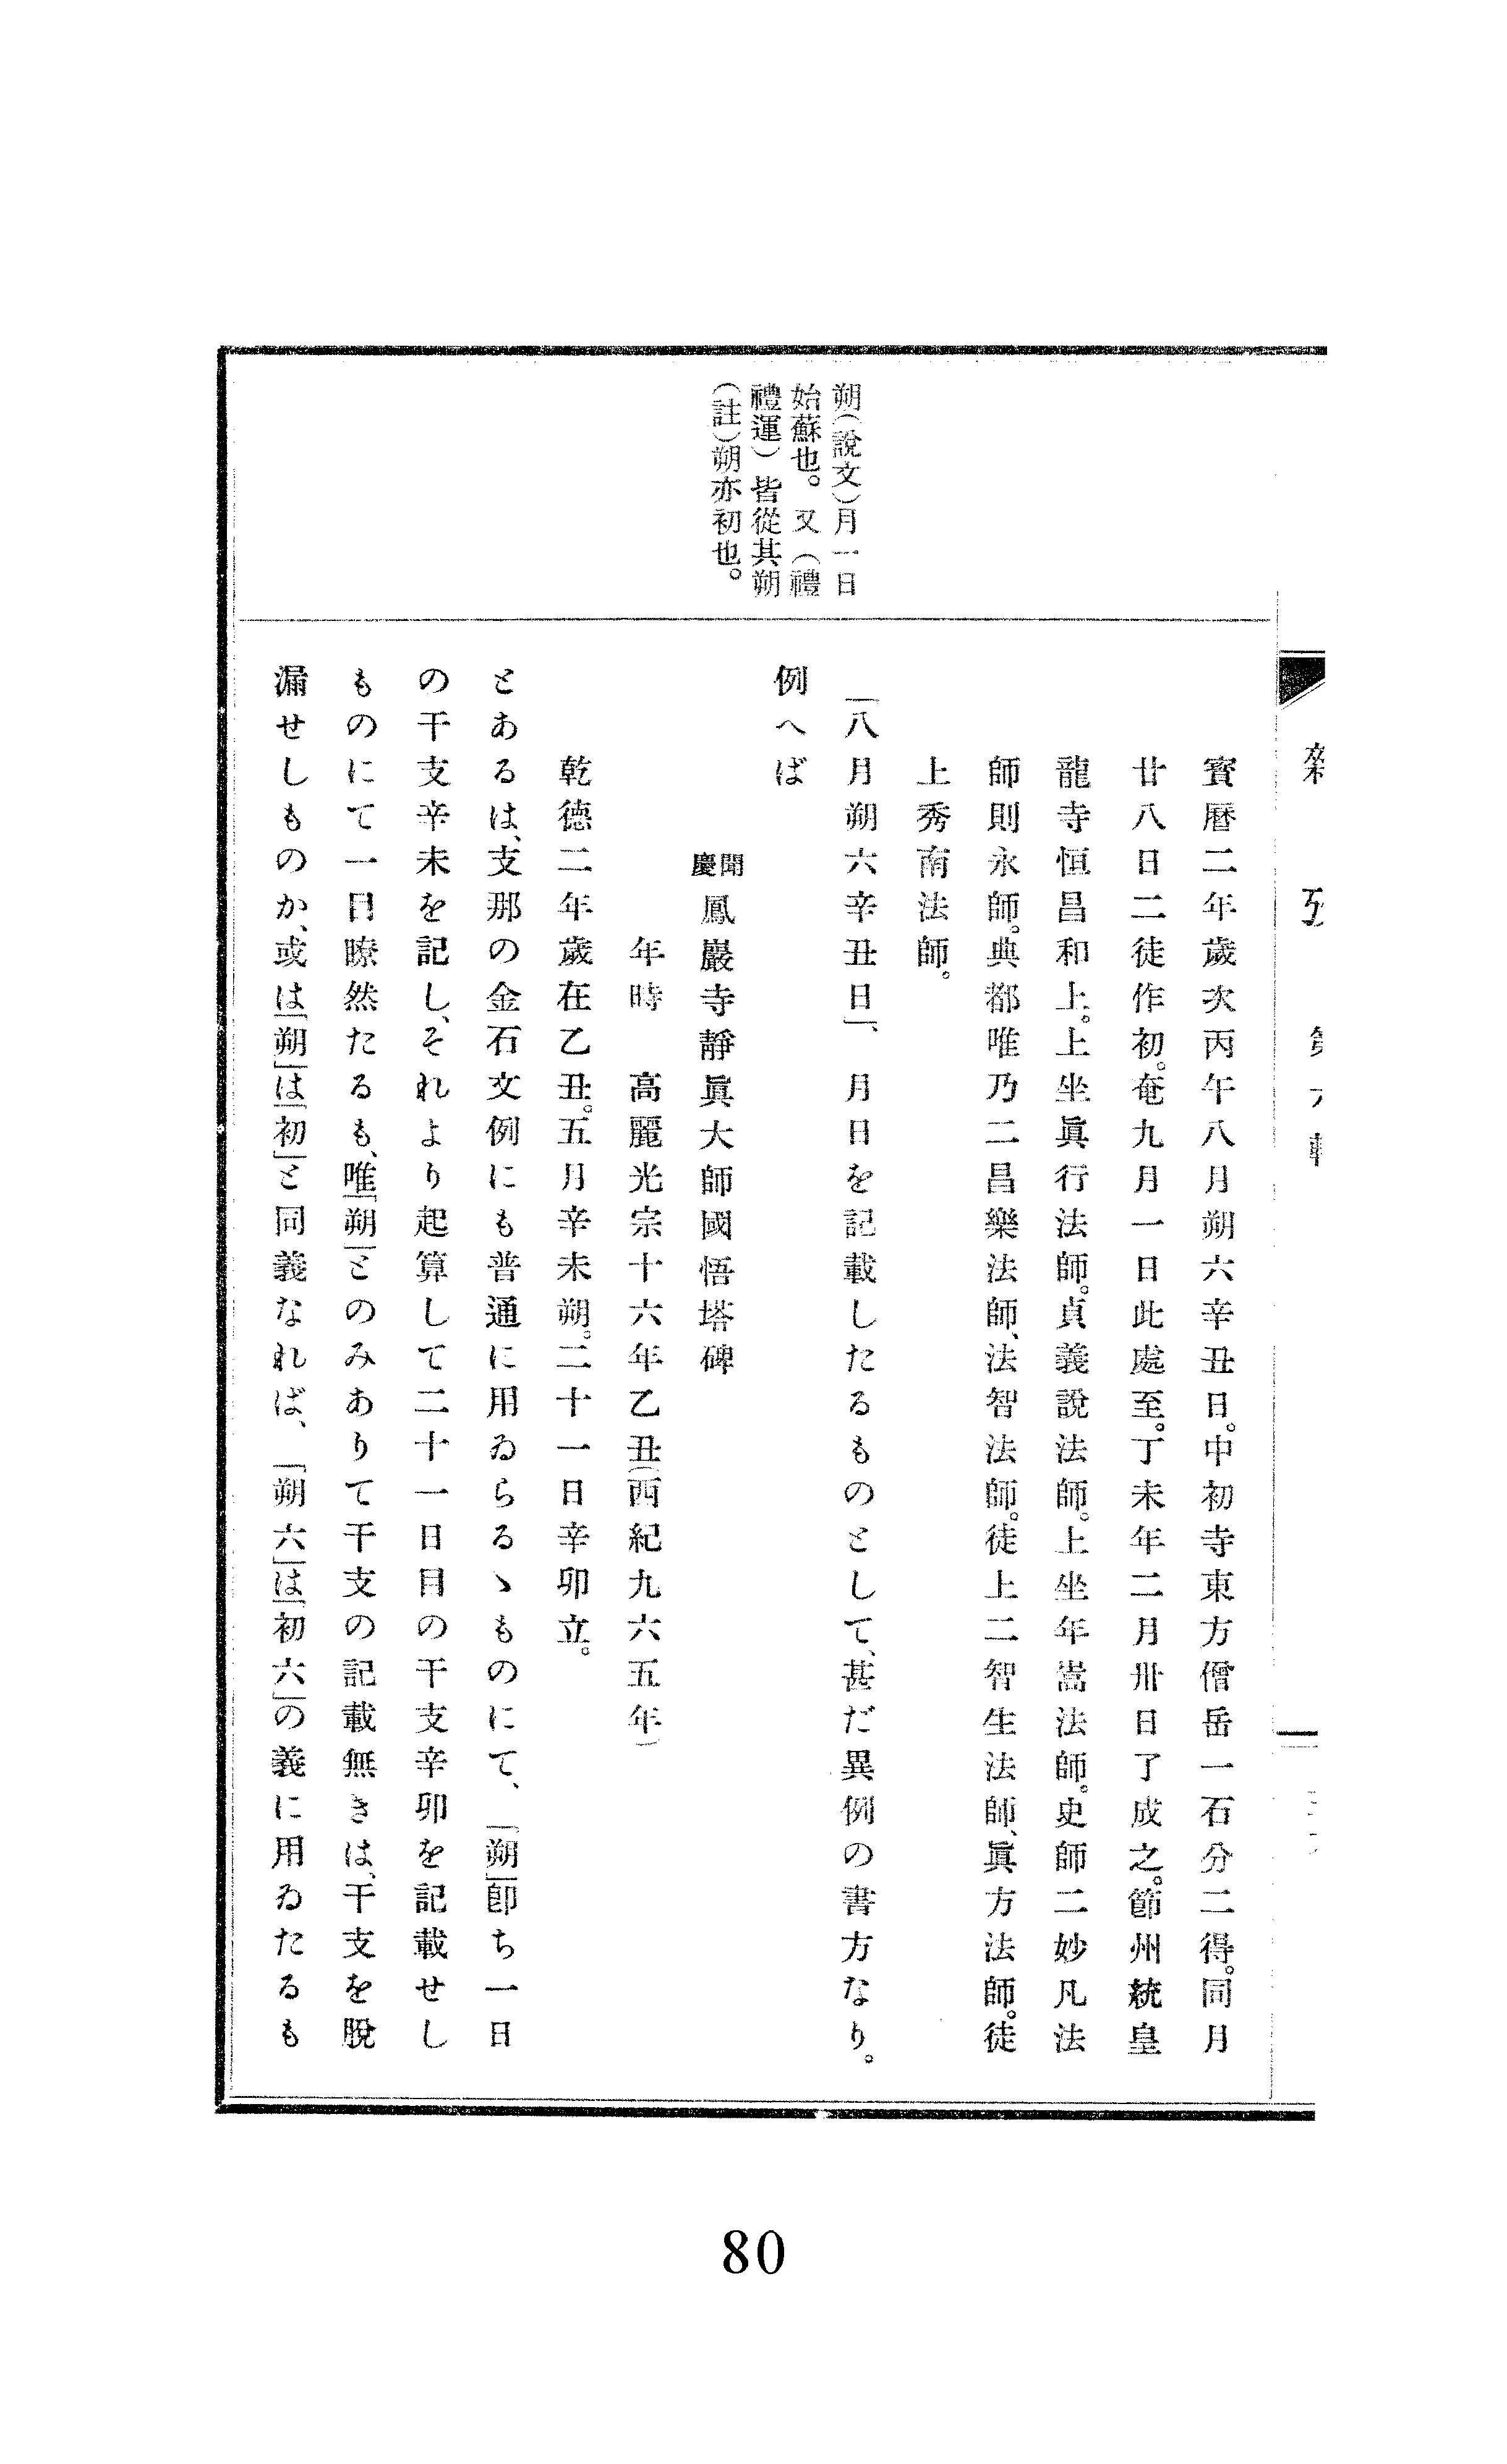 朔(說文)月一日
始蘇也。又(禮
禮運)皆從其朔
(註)朔亦初也。
寶曆二年歲次丙午八月朔六辛丑日。中初寺東方僧岳一石分二得。同月
廿八日二徒作初。奄九月一日此處至。丁未年二月卅日了成之。節州統皇
龍寺恒昌和上。上坐眞行法師。貞義說法師。上坐年嵩法師。史師二妙凡法
師則永師。典都唯乃二昌樂法師、法智法師。徒上二智生法師、眞方法師。徒
上秀南法師。
「八月朔六辛丑日」、月日を記載したるものとして、甚だ異例の書方なり。
例へば
聞慶鳳巖寺靜眞大師國悟塔碑
年時　高麗光宗十六年乙丑(西紀九六五年)
乾德二年歲在乙丑。五月辛未朔。二十一日辛卯立。
とあるは、支那の金石文例にも普通に用ゐらるゝものにて、「朔」卽ち一日
の干支辛未を記し、それより起算して二十一日目の干支辛卯を記載せし
ものにて一目瞭然たるも、唯「朔」とのみありて干支の記載無きは、干支を脫
漏せしものか、或は「朔」は「初」と同義なれば、「朔六」は「初六」の義に用ゐたるも
80